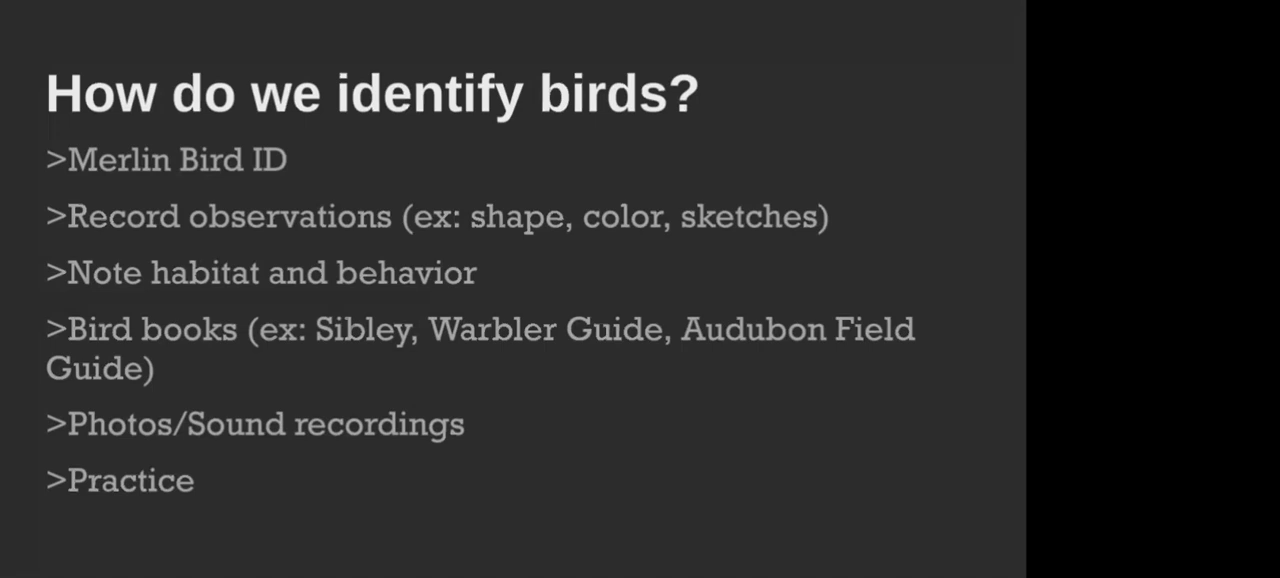 How do we identify birds?
>Merlin Bird ID
>Record observations (ex: shape, color, sketches)
>Note habitat and behavior
>Bird books (ex: Sibley, Warbler Guide, Audubon Field
Guide)
>Photos/Sound recordings
>Practice